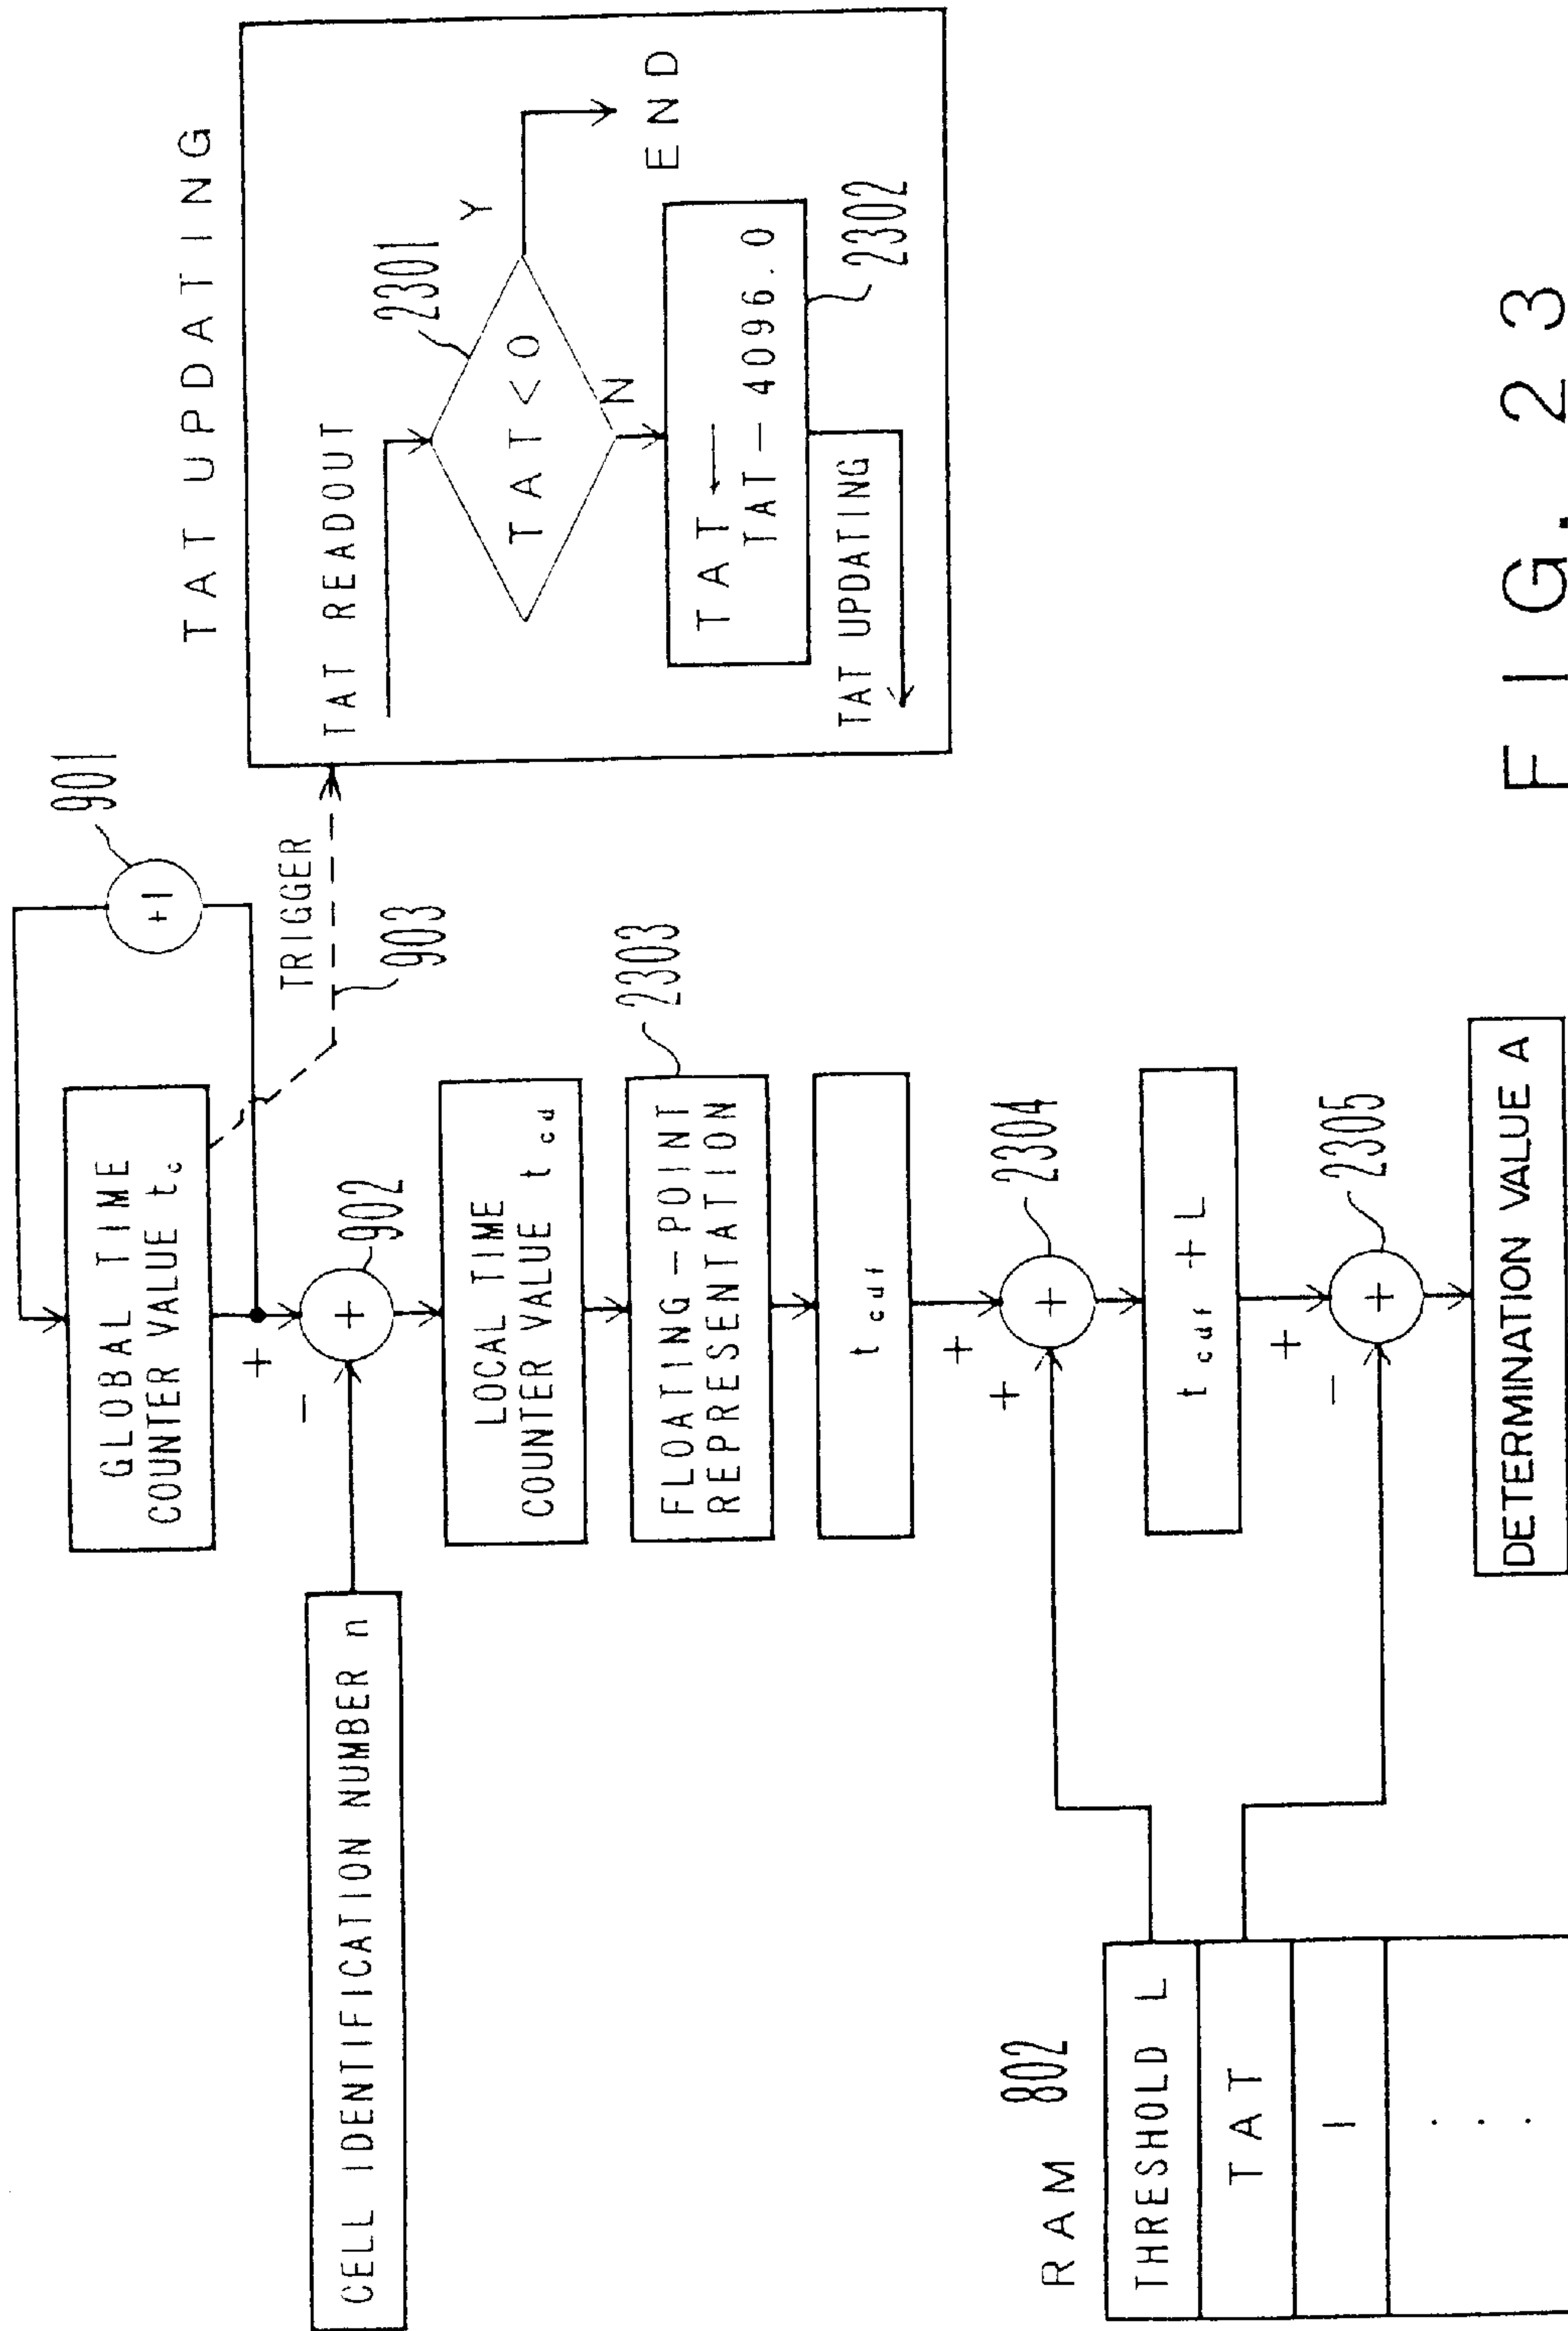 TAT UPDATING
901
+1
GLOBAL TIME
COUNTER VALUE tc
TRIGGER
903
TAT READOUT
2301
TAT<0
Y
N
END
TAT ←
TAT-4096.0
2302
TAT UPDATING
CELL IDENTIFICATION NUMBER n
+
-
+
902
LOCAL TIME
COUNTER VALUE tcd
FLOATING-POINT
REPRESENTATION
2303
tcdf
+
+
+
2304
RAM 802
THRESHOLD L
TAT
I
. . .
tcdf +L
+
-
+
2305
DETERMINATION VALUE A
FIG. 23